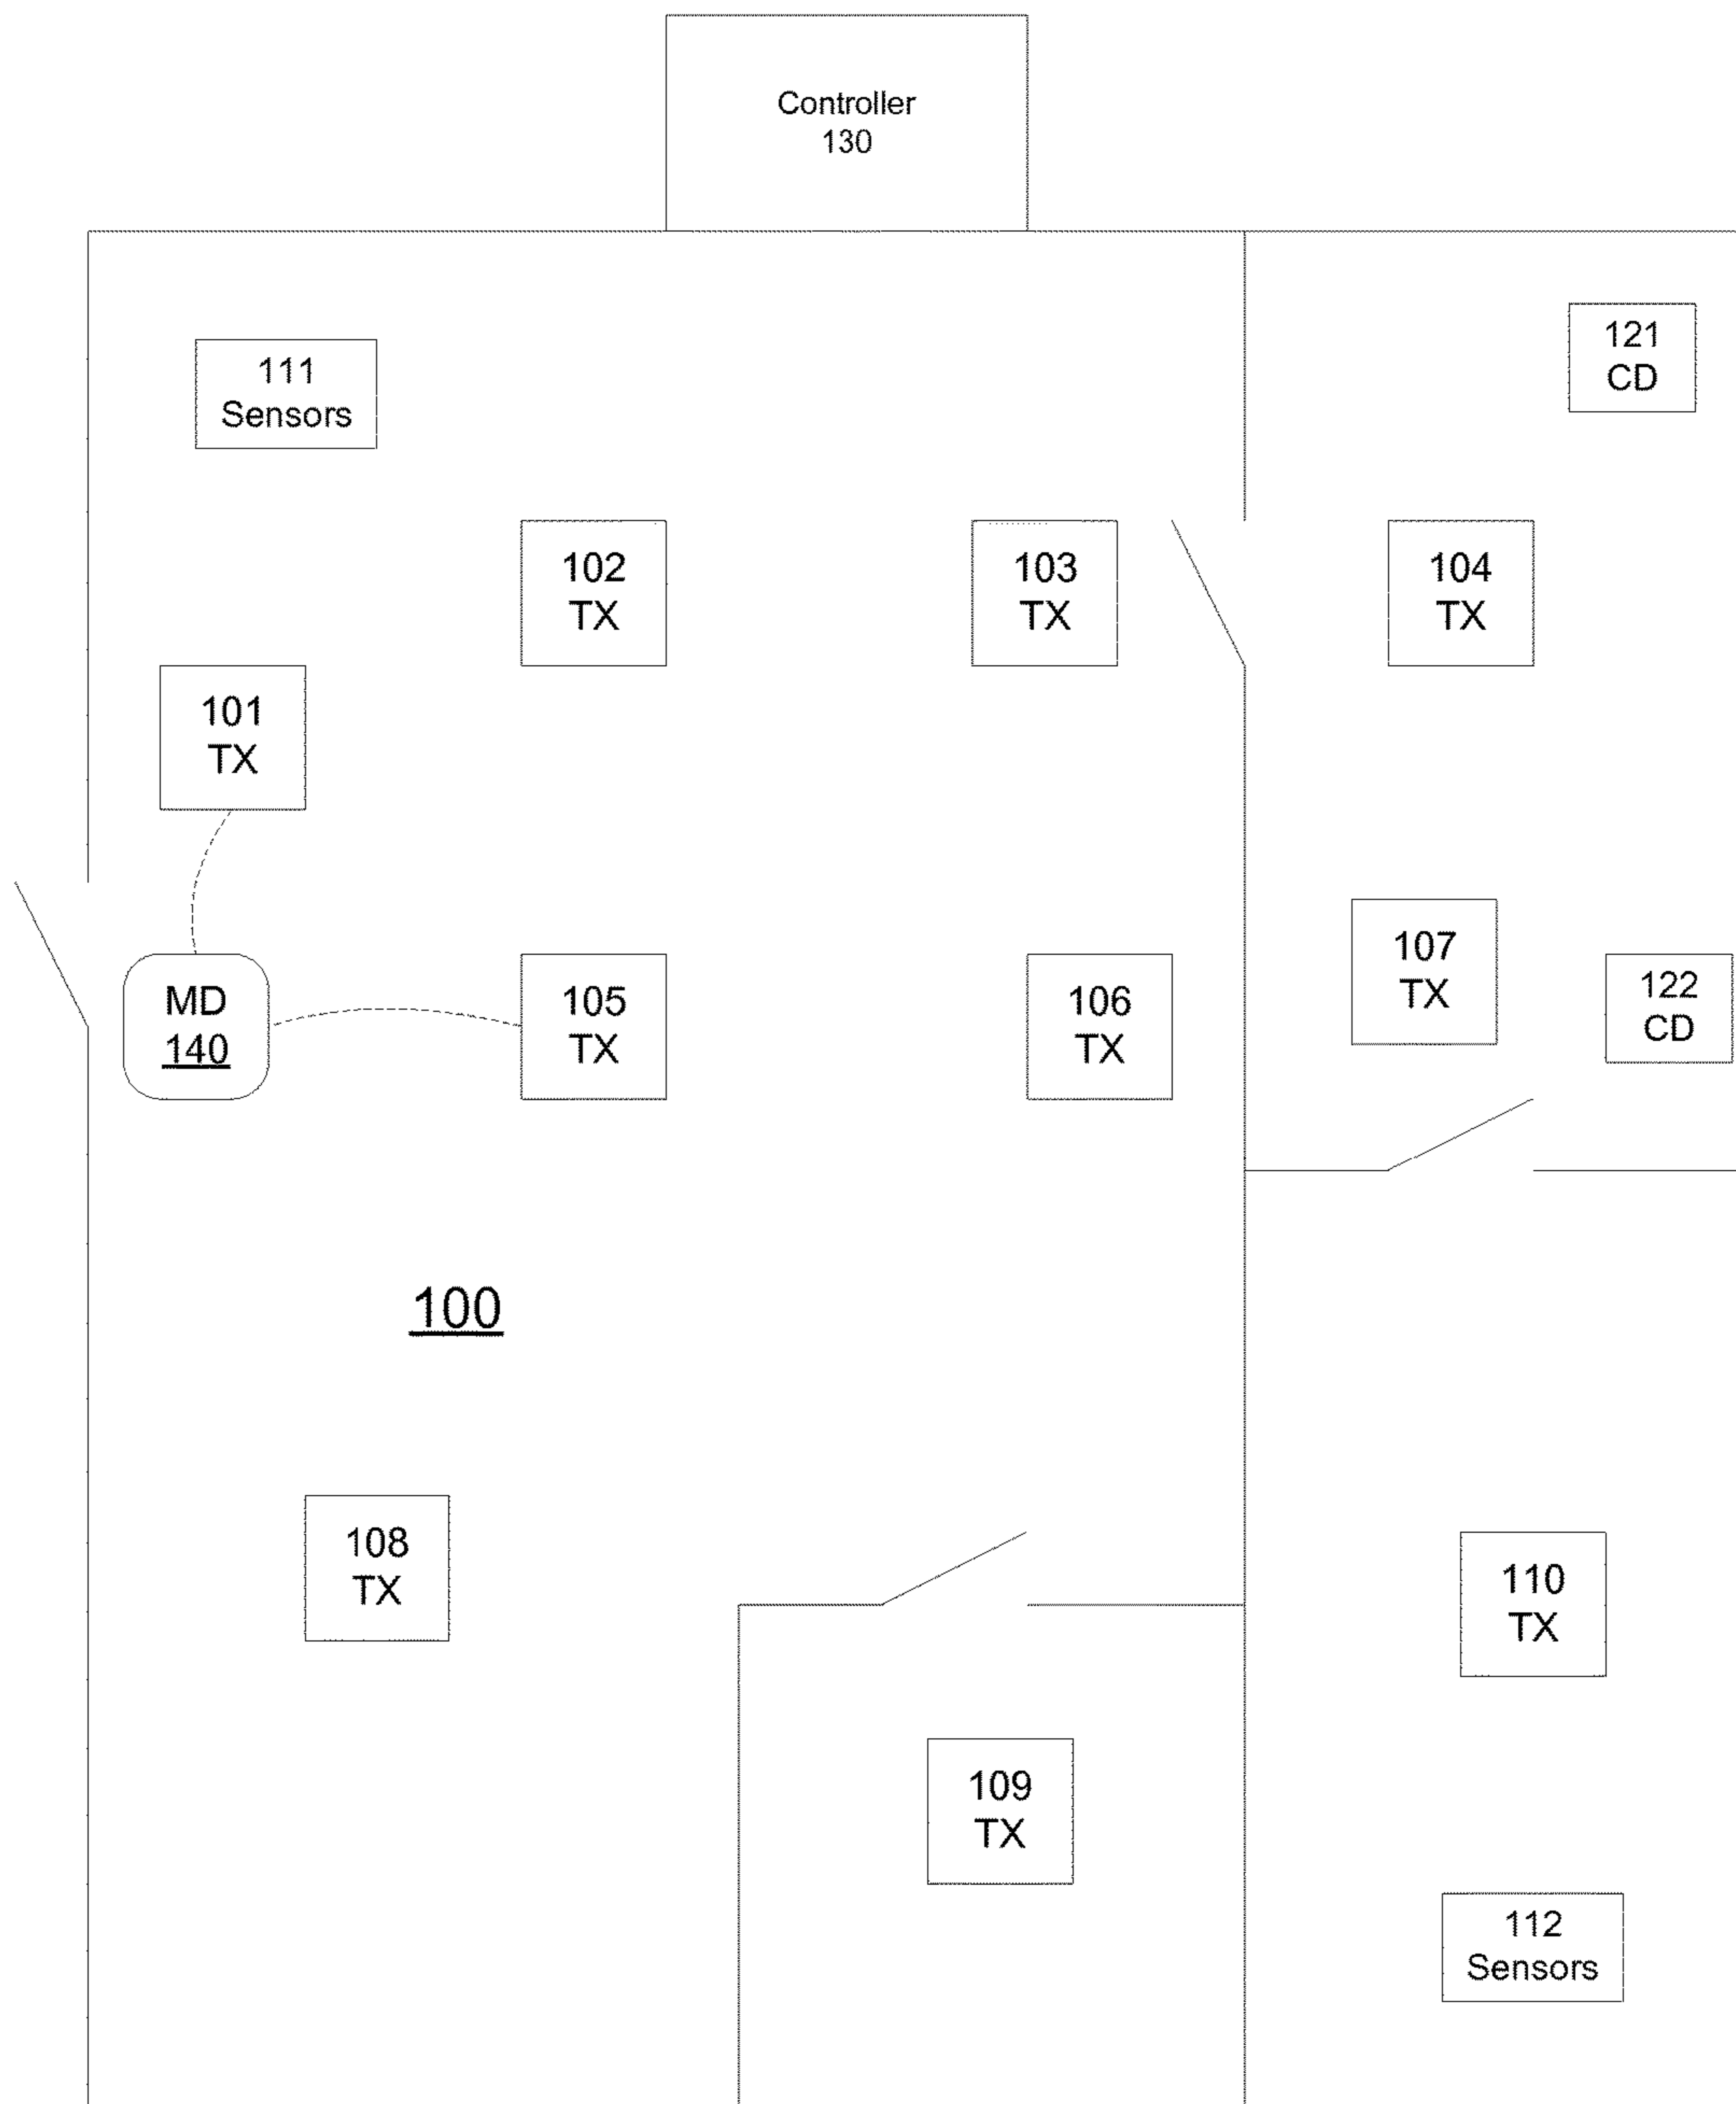 Controller
130
111
Sensors
121
CD
102
TX
103
TX
104
TX
101
TX
107
TX
MD
140
105
TX
106
TX
122
CD
100
108
TX
110
TX
109
TX
112
Sensors